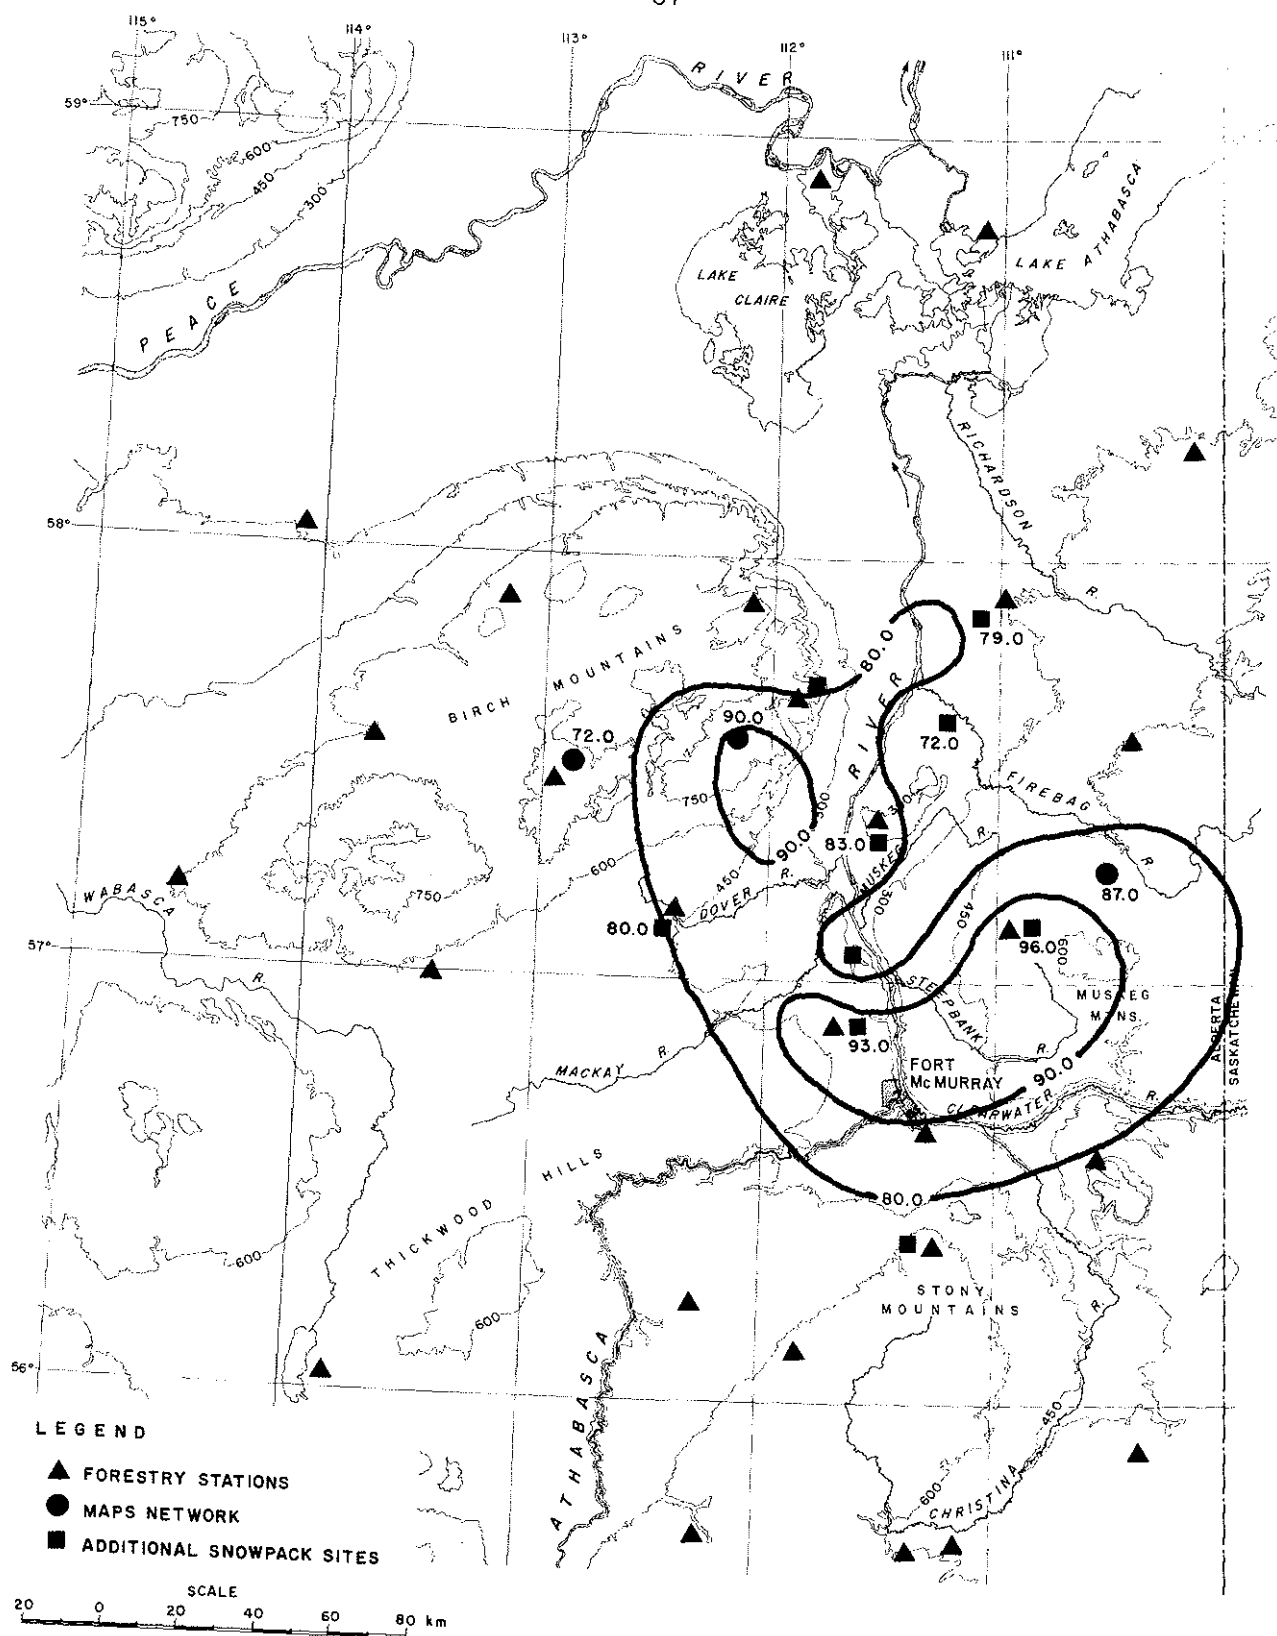 115°
114°
113°
112°
111°
59°
750
600
450
300
RIVER
PEACE
LAKE
CLAIRE
LAKE ATHABASCA
RICHARDSON
R.
58°
80.0
79.0
BIRCH MOUNTAINS
RIVER
90.0
72.0
72.0
750
300
300
FIREBAG
R.
83.0
MUSKEG
R.
90.0
600
450
DOVER R.
300
450
87.0
750
WABASCA
R.
80.0
96.0
600
57°
STEEPBANK
R.
MUSKEG
MTNS.
ALBERTA
SASKATCHEWAN
93.0
MACKAY R.
FORT
McMURRAY
90.0
CLEARWATER
R.
THICKWOOD HILLS
80.0
600
600
STONY
MOUNTAINS
R.
56°
ATHABASCA
450
600
CHRISTINA
LEGEND
FORESTRY STATIONS
MAPS NETWORK
ADDITIONAL SNOWPACK SITES
SCALE
20 0 20 40 60 80 km